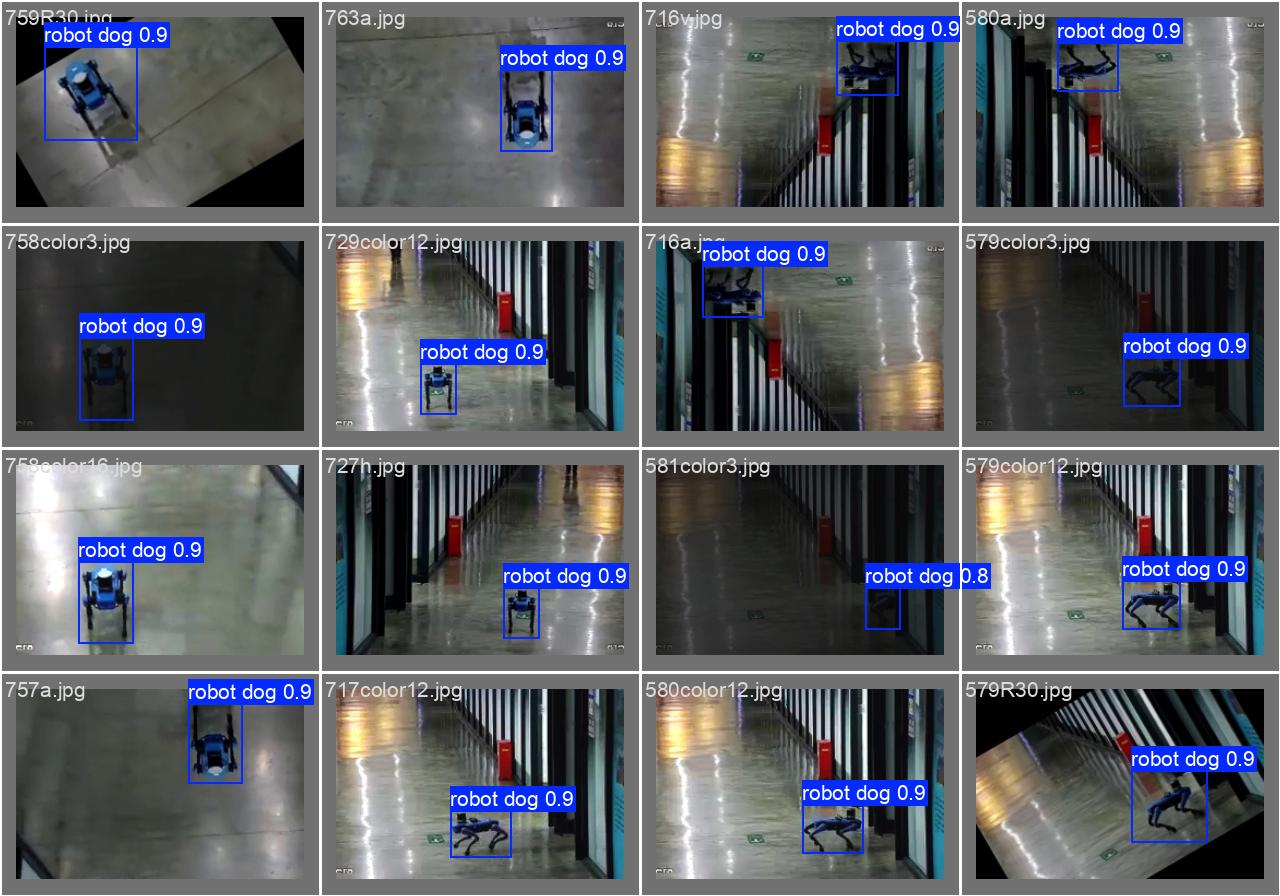 759R30.jpg
robot dog 0.9
763a.jpg
robot dog 0.9
716v.jpg
robot dog 0.9
580a.jpg
robot dog 0.9
758color3.jpg
robot dog 0.9
729color12.jpg
robot dog 0.9
716a.jpg
robot dog 0.9
579color3.jpg
robot dog 0.9
758color16.jpg
robot dog 0.9
727h.jpg
robot dog 0.9
581color3.jpg
robot dog 0.8
579color12.jpg
robot dog 0.9
757a.jpg
robot dog 0.9
717color12.jpg
robot dog 0.9
580color12.jpg
robot dog 0.9
579R30.jpg
robot dog 0.9